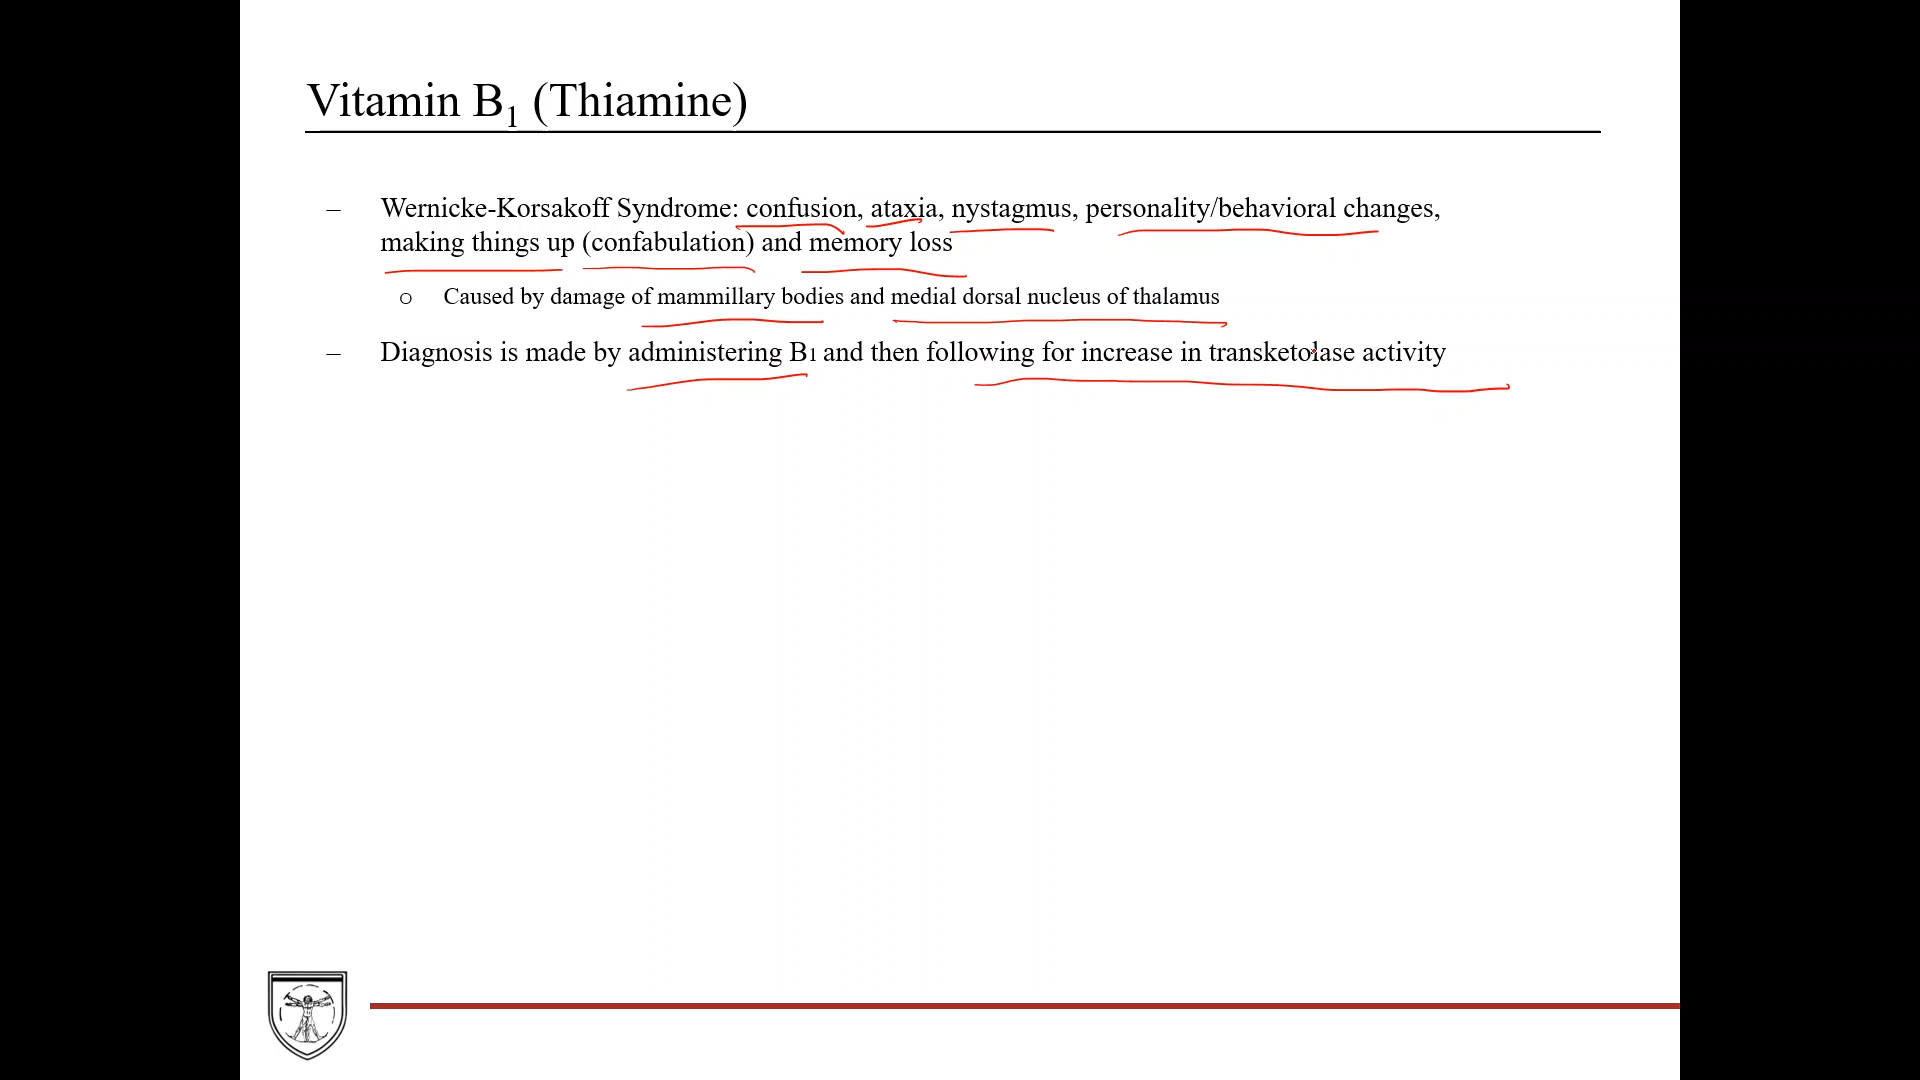 Vitamin B₁ (Thiamine)
– Wernicke-Korsakoff Syndrome: confusion, ataxia, nystagmus, personality/behavioral changes,
making things up (confabulation) and memory loss
o Caused by damage of mammillary bodies and medial dorsal nucleus of thalamus
– Diagnosis is made by administering B₁ and then following for increase in transketolase activity